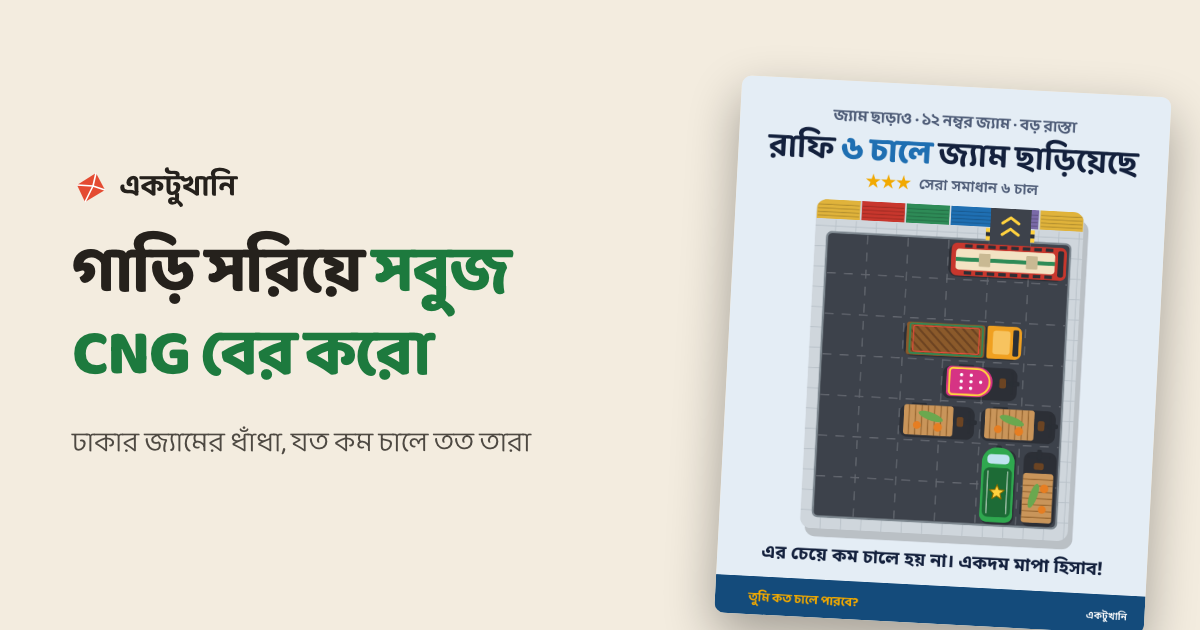 একটুখানি
গাড়ি সরিয়ে সবুজ
CNG বের করো
ঢাকার জ্যামের ধাঁধা, যত কম চালে তত তারা
জ্যাম ছাড়াও · ১২ নম্বর জ্যাম · বড় রাস্তা
রাফি ৬ চালে জ্যাম ছাড়িয়েছে
★★★ সেরা সমাধান ৬ চাল
এর চেয়ে কম চালে হয় না। একদম মাপা হিসাব!
তুমি কত চালে পারবে?
একটুখানি